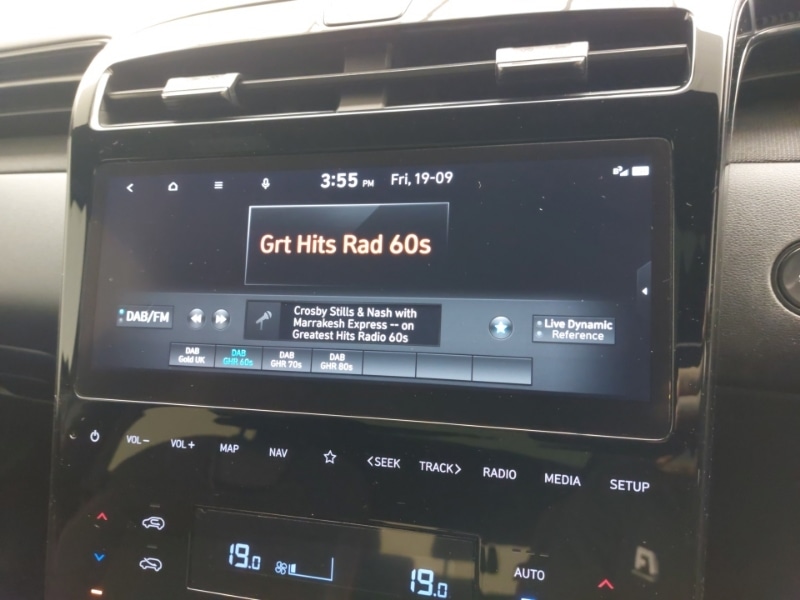 3:55 PM Fri, 19-09
Grt Hits Rad 60s
DAB/FM
Crosby Stills & Nash with
Marrakesh Express -- on
Greatest Hits Radio 60s
Live Dynamic
Reference
DAB
Gold UK
DAB
GHR 60s
DAB
GHR 70s
DAB
GHR 80s
VOL- VOL+ MAP NAV <SEEK TRACK> RADIO MEDIA SETUP
19.0
19.0
AUTO